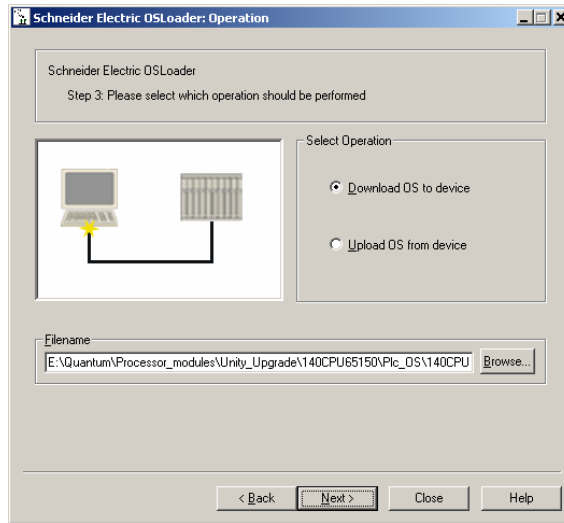 Schneider Electric OSLoader: Operation
Schneider Electric OSLoader
Step 3: Please select which operation should be performed
Select Operation
Download OS to device
Upload OS from device
Filename
E:\Quantum\Processor_modules\Unity_Upgrade\140CPU65150\Plc_OS\140CPU
Browse...
< Back
Next >
Close
Help